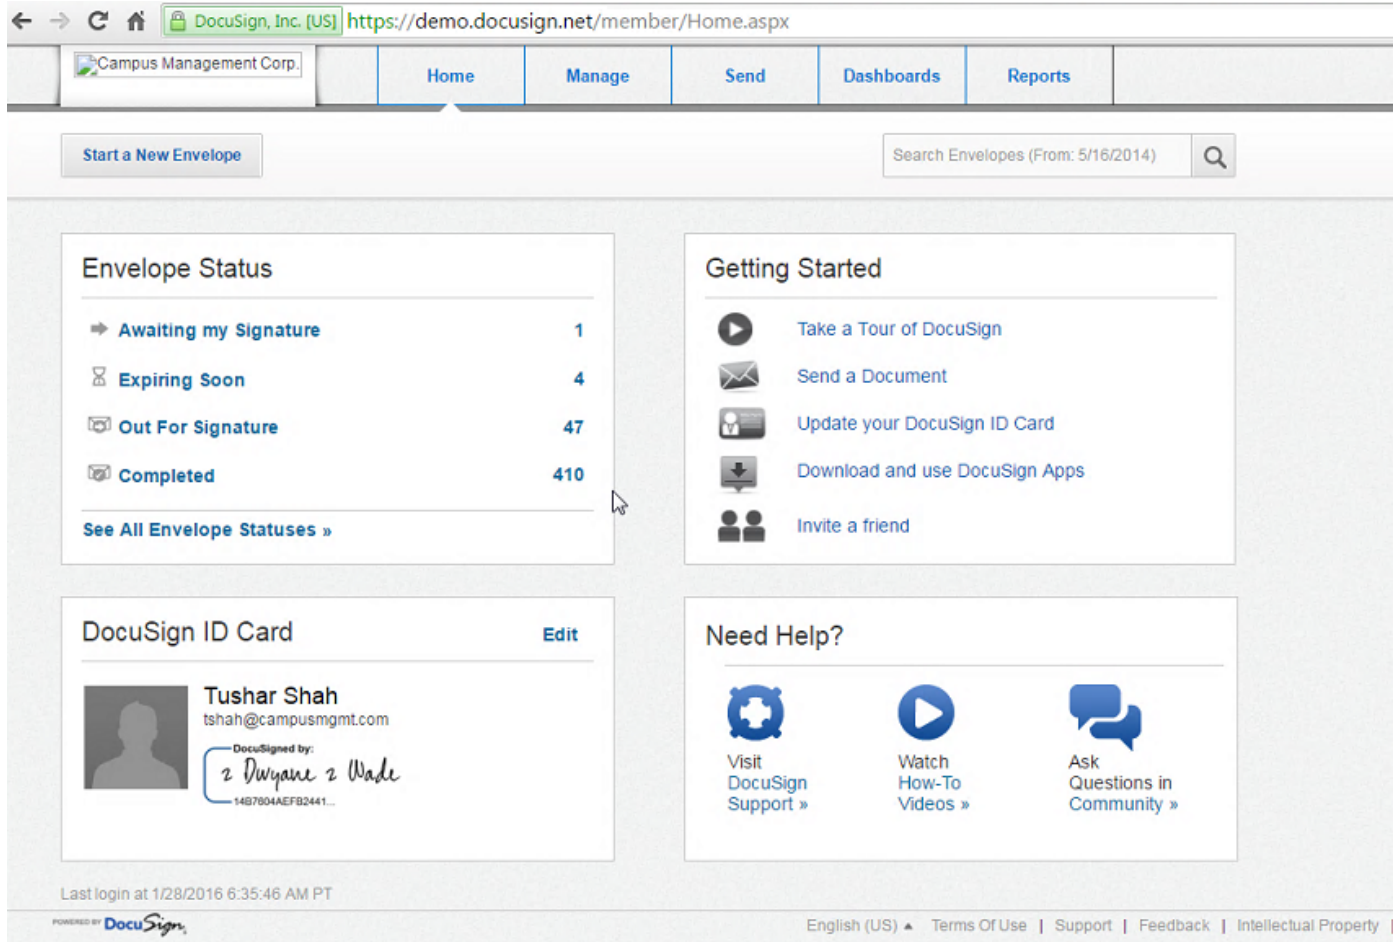 DocuSign, Inc. [US] https://demo.docusign.net/member/Home.aspx
Campus Management Corp.
Home Manage Send Dashboards Reports
Start a New Envelope
Search Envelopes (From: 5/16/2014)
Envelope Status
Awaiting my Signature 1
Expiring Soon 4
Out For Signature 47
Completed 410
See All Envelope Statuses »
Getting Started
Take a Tour of DocuSign
Send a Document
Update your DocuSign ID Card
Download and use DocuSign Apps
Invite a friend
DocuSign ID Card Edit
Tushar Shah
tshah@campusmgmt.com
DocuSigned by:
2 Dwyane 2 Wade
14B7604AEFB2441...
Need Help?
Visit
DocuSign
Support »
Watch
How-To
Videos »
Ask
Questions in
Community »
Last login at 1/28/2016 6:35:46 AM PT
POWERED BY DocuSign
English (US) ▲ Terms Of Use | Support | Feedback | Intellectual Property |